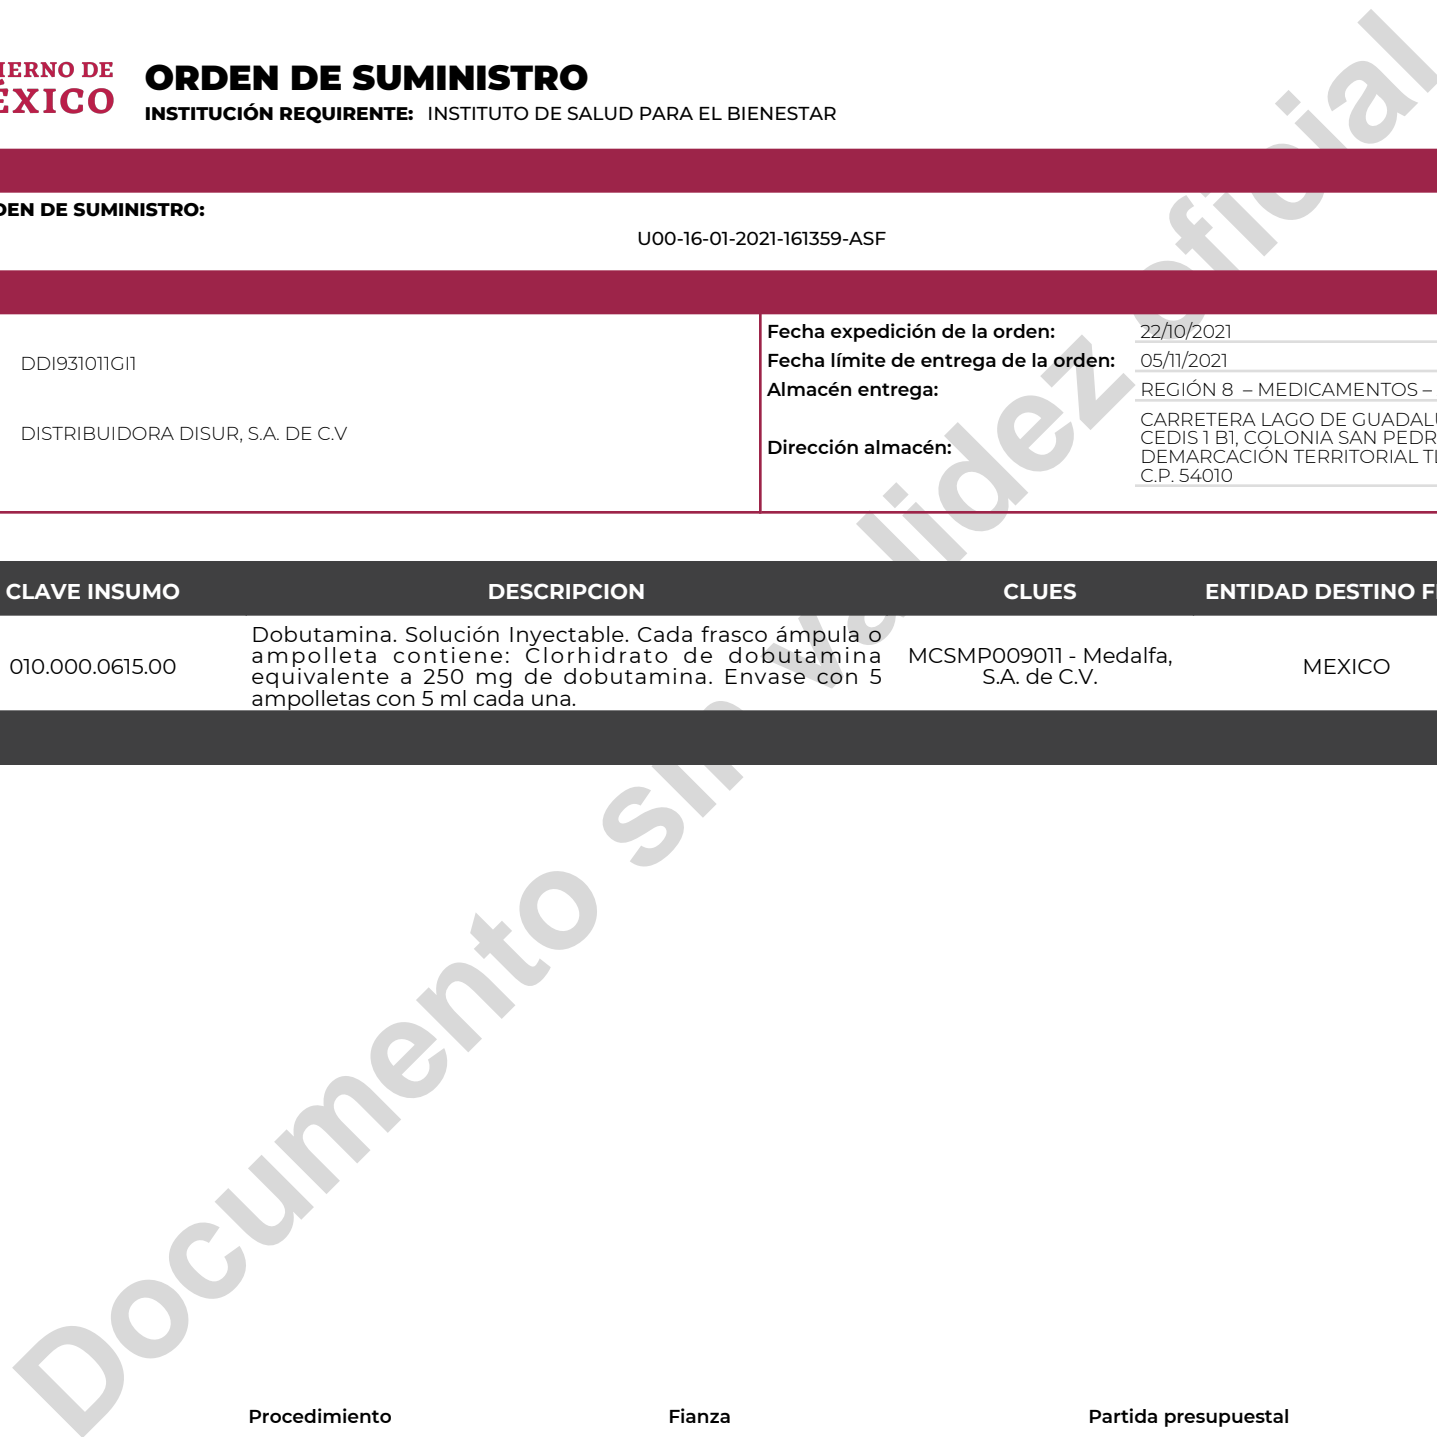 IERNO DE
ÉXICO
ORDEN DE SUMINISTRO
INSTITUCIÓN REQUIRENTE: INSTITUTO DE SALUD PARA EL BIENESTAR
DEN DE SUMINISTRO:
U00-16-01-2021-161359-ASF
DDI931011GI1
DISTRIBUIDORA DISUR, S.A. DE C.V
Fecha expedición de la orden: 22/10/2021
Fecha límite de entrega de la orden: 05/11/2021
Almacén entrega: REGIÓN 8 – MEDICAMENTOS –
Dirección almacén:
CARRETERA LAGO DE GUADALU
CEDIS 1 B1, COLONIA SAN PEDR
DEMARCACIÓN TERRITORIAL TL
C.P. 54010
CLAVE INSUMO DESCRIPCION CLUES ENTIDAD DESTINO FI
010.000.0615.00
Dobutamina. Solución Inyectable. Cada frasco ámpula o
ampolleta contiene: Clorhidrato de dobutamina
equivalente a 250 mg de dobutamina. Envase con 5
ampolletas con 5 ml cada una.
MCSMP009011 - Medalfa,
S.A. de C.V.
MEXICO
Documento sin validez oficial
Procedimiento Fianza Partida presupuestal